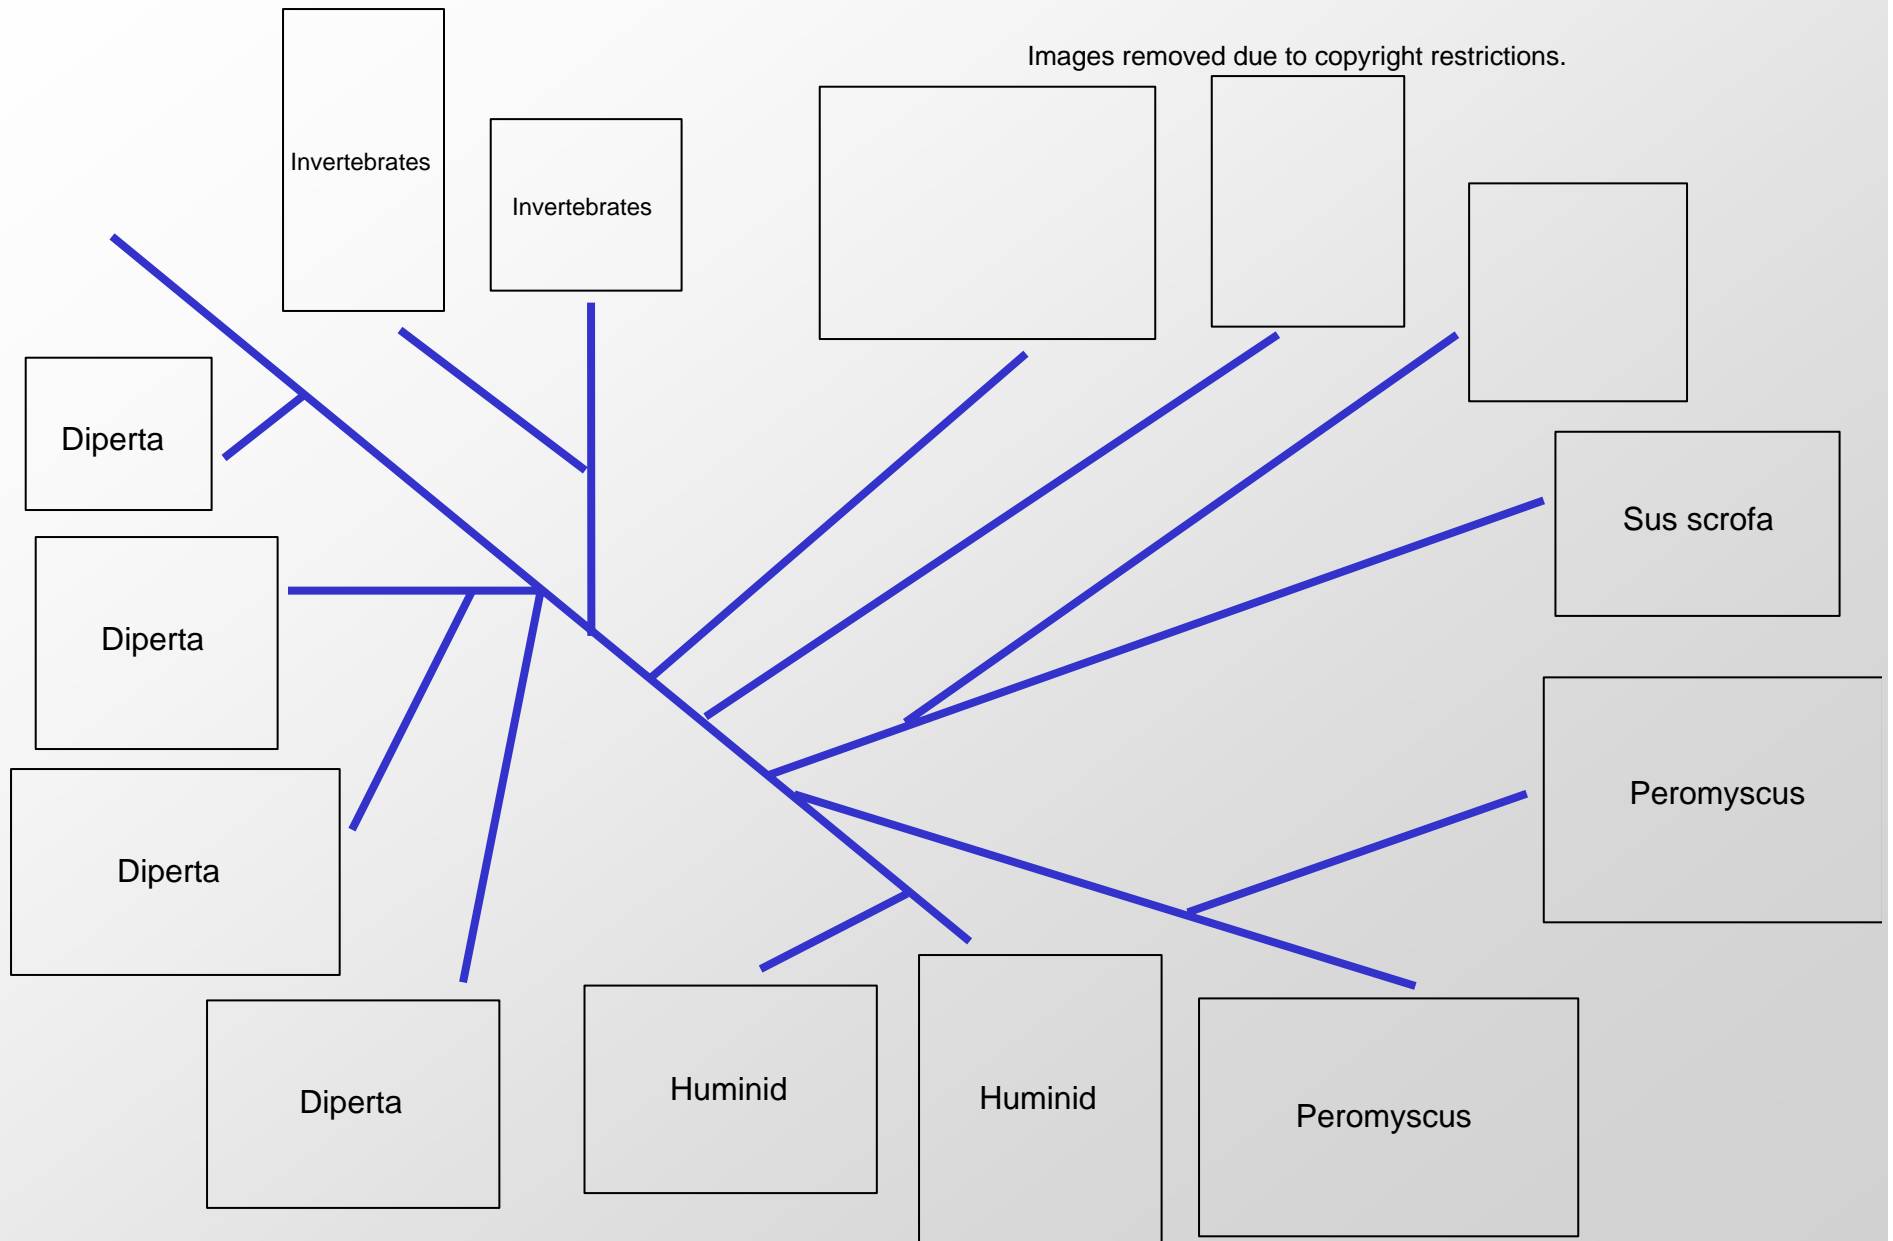 Images removed due to copyright restrictions.
Invertebrates
Invertebrates
Diperta
Sus scrofa
Diperta
Peromyscus
Diperta
Diperta
Huminid
Huminid
Peromyscus